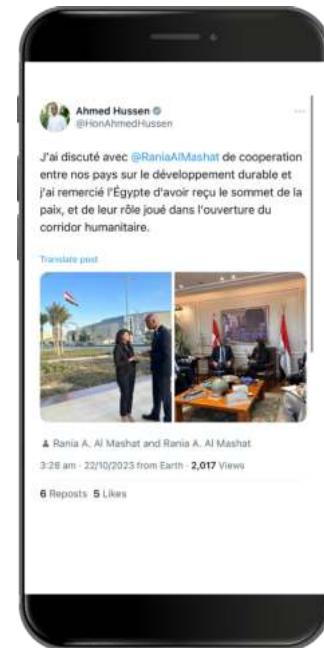 Ahmed Hussen
@HonAhmedHussen
J'ai discuté avec @RaniaAlMashat de cooperation
entre nos pays sur le développement durable et
j'ai remercié l'Égypte d'avoir reçu le sommet de la
paix, et de leur rôle joué dans l'ouverture du
corridor humanitaire.
Translate post
Rania A. Al Mashat and Rania A. Al Mashat
3:28 am · 22/10/2023 from Earth · 2,017 Views
6 Reposts 5 Likes